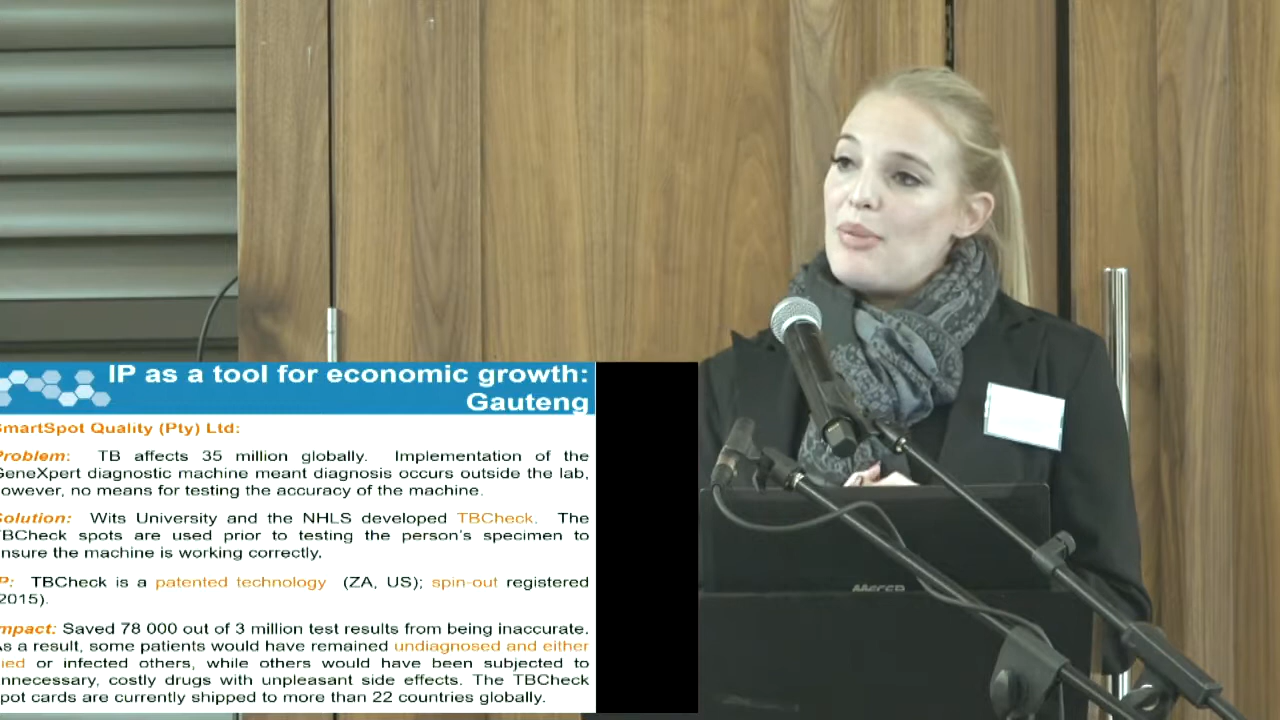 IP as a tool for economic growth:
Gauteng
SmartSpot Quality (Pty) Ltd:
Problem: TB affects 35 million globally. Implementation of the
GeneXpert diagnostic machine meant diagnosis occurs outside the lab,
however, no means for testing the accuracy of the machine.
Solution: Wits University and the NHLS developed TBCheck. The
TBCheck spots are used prior to testing the person's specimen to
ensure the machine is working correctly.
IP: TBCheck is a patented technology (ZA, US); spin-out registered
(2015).
Impact: Saved 78 000 out of 3 million test results from being inaccurate.
As a result, some patients would have remained undiagnosed and either
died or infected others, while others would have been subjected to
unnecessary, costly drugs with unpleasant side effects. The TBCheck
spot cards are currently shipped to more than 22 countries globally.
MECER